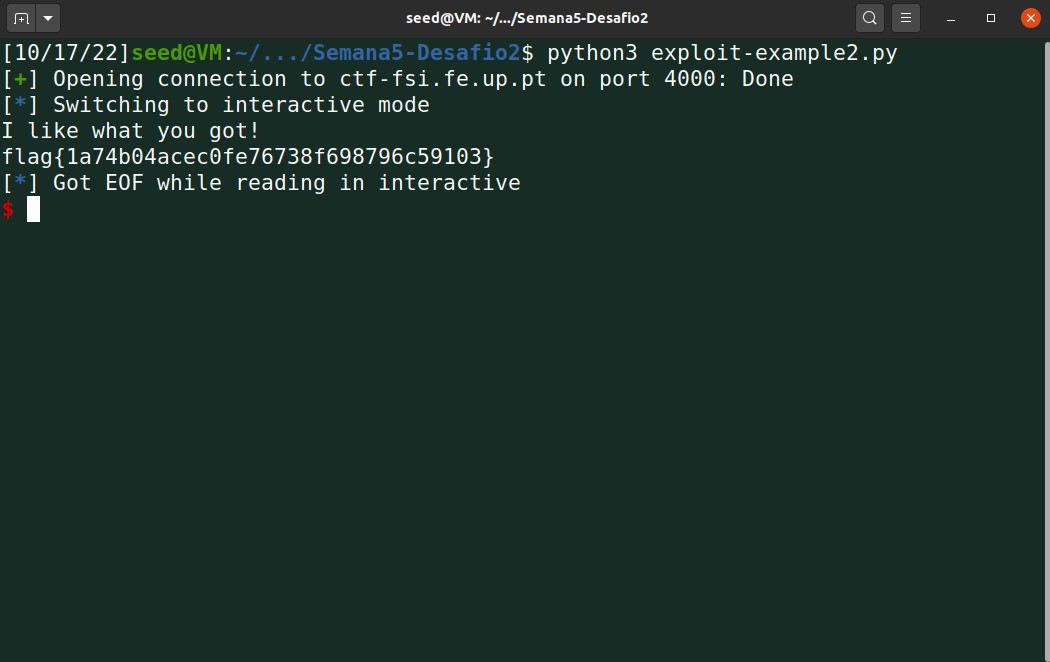 seed@VM: ~/.../Semana5-Desafio2
[10/17/22]seed@VM:~/.../Semana5-Desafio2$ python3 exploit-example2.py
[+] Opening connection to ctf-fsi.fe.up.pt on port 4000: Done
[*] Switching to interactive mode
I like what you got!
flag{1a74b04acec0fe76738f698796c59103}
[*] Got EOF while reading in interactive
$